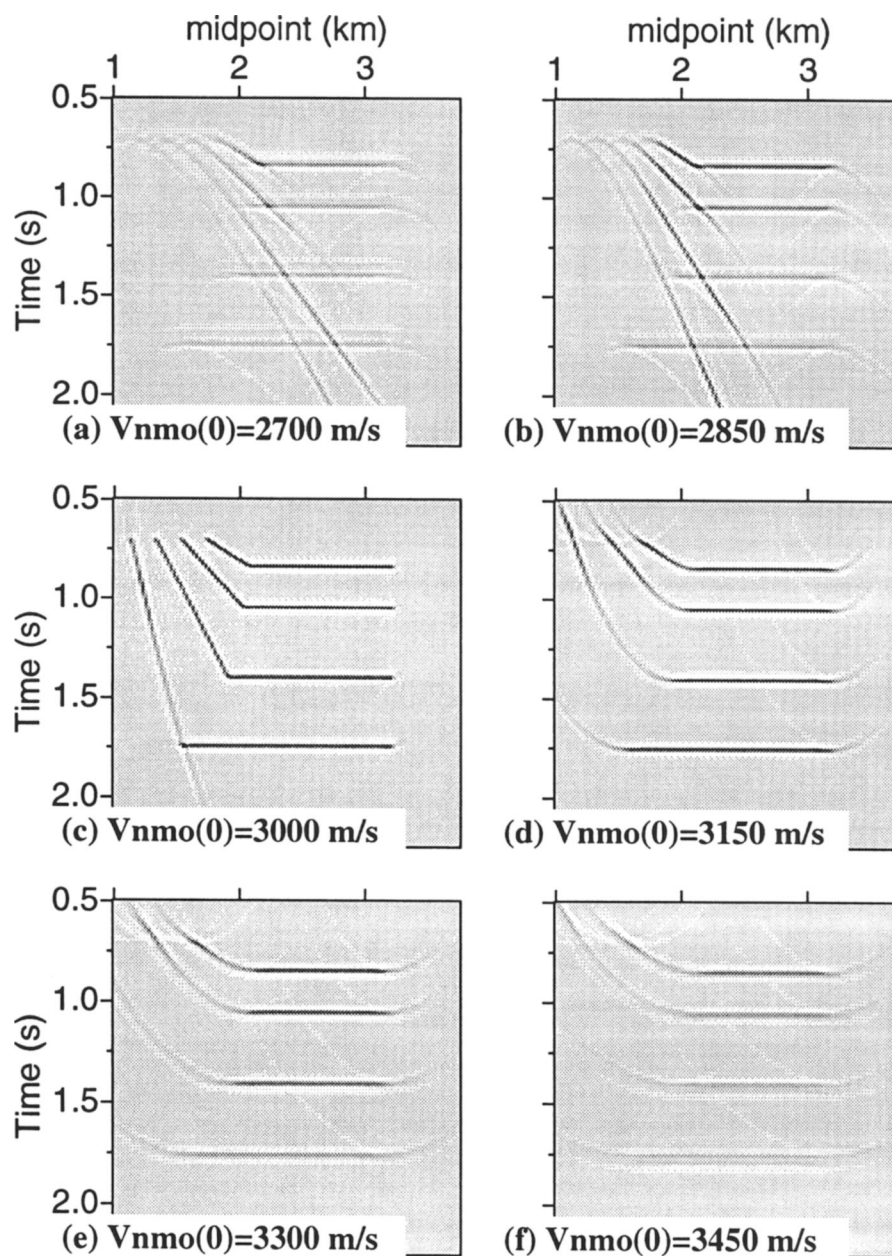 midpoint (km)
1 2 3
midpoint (km)
1 2 3
0.5
1.0
1.5
2.0
Time (s)
(a) Vnmo(0)=2700 m/s
(b) Vnmo(0)=2850 m/s
0.5
1.0
1.5
2.0
Time (s)
(c) Vnmo(0)=3000 m/s
(d) Vnmo(0)=3150 m/s
0.5
1.0
1.5
2.0
Time (s)
(e) Vnmo(0)=3300 m/s
(f) Vnmo(0)=3450 m/s